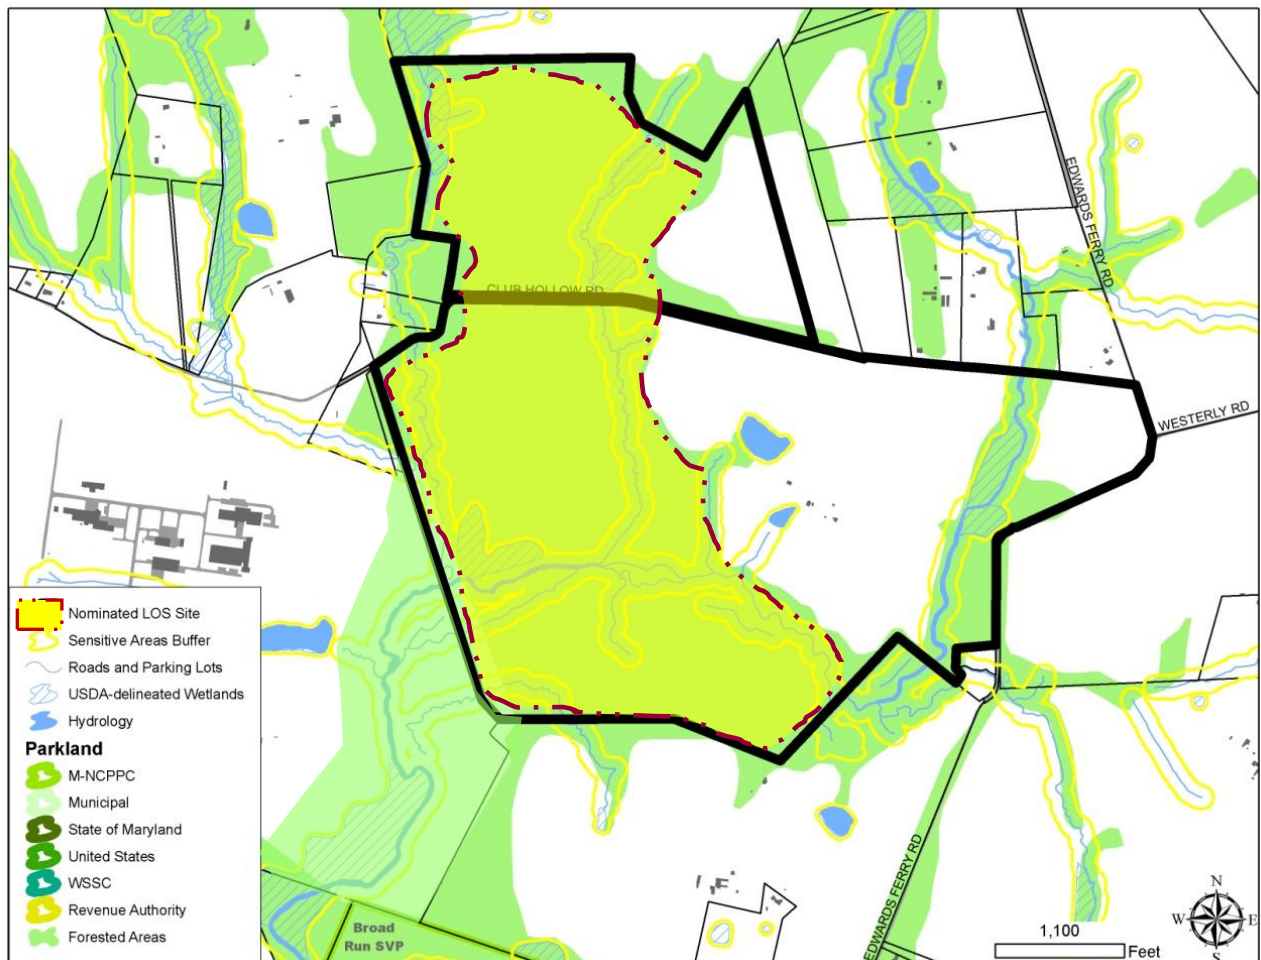 EDWARDS FERRY RD
CLUB HOLLOW RD
WESTERLY RD
Nominated LOS Site
Sensitive Areas Buffer
Roads and Parking Lots
USDA-delineated Wetlands
Hydrology
Parkland
M-NCPPC
Municipal
State of Maryland
United States
WSSC
Revenue Authority
Forested Areas
Broad
Run SVP
EDWARDS FERRY RD
1,100
Feet
N
W
E
S